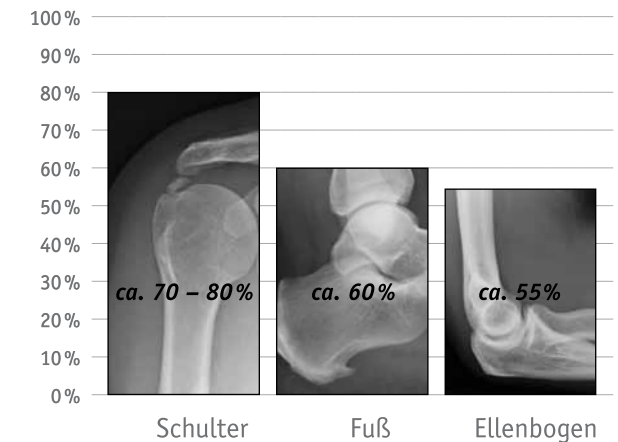 100 %
90 %
80 %
70 %
60 %
50 %
40 %
30 %
20 %
10 %
0 %
ca. 70 – 80 %
ca. 60 %
ca. 55 %
Schulter
Fuß
Ellenbogen